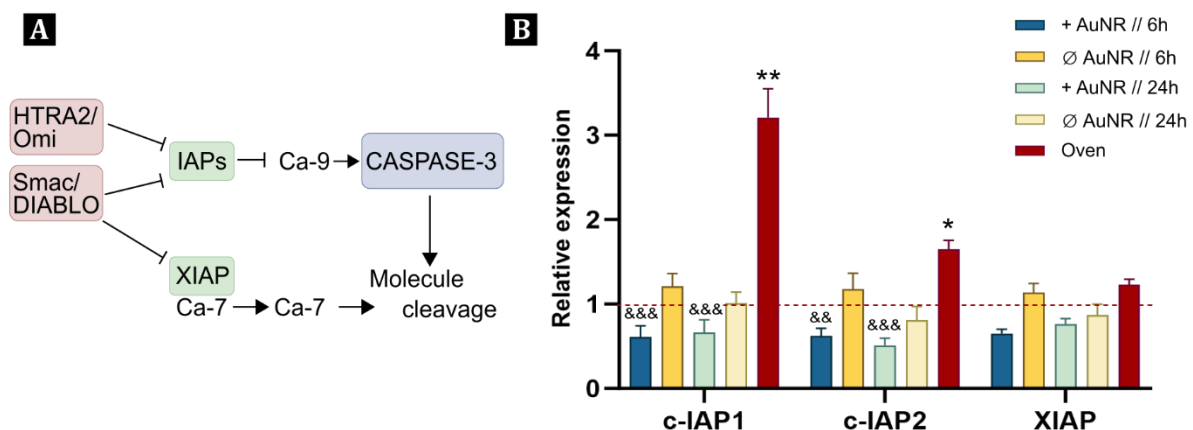 A
HTRA2/
Omi
Smac/
DIABLO
IAPs
Ca-9
CASPASE-3
XIAP
Ca-7
Ca-7
Molecule
cleavage
B
+ AuNR // 6h
Ø AuNR // 6h
+ AuNR // 24h
Ø AuNR // 24h
Oven
Relative expression
4
3
2
1
0
&&&
&&&
**
&&
&&&
*
c-IAP1
c-IAP2
XIAP